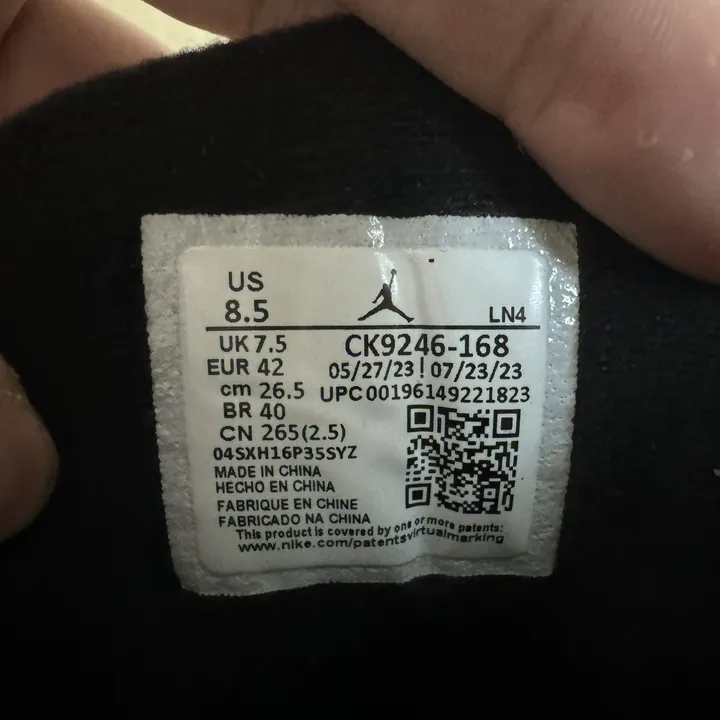 US
8.5
LN4
UK 7.5
CK9246-168
EUR 42
05/27/23 ! 07/23/23
cm 26.5
UPC 00196149221823
BR 40
CN 265(2.5)
04SXH16P35SYZ
MADE IN CHINA
HECHO EN CHINA
FABRIQUE EN CHINE
FABRICADO NA CHINA
This product is covered by one or more patents:
www.nike.com/patentsvirtualmarking